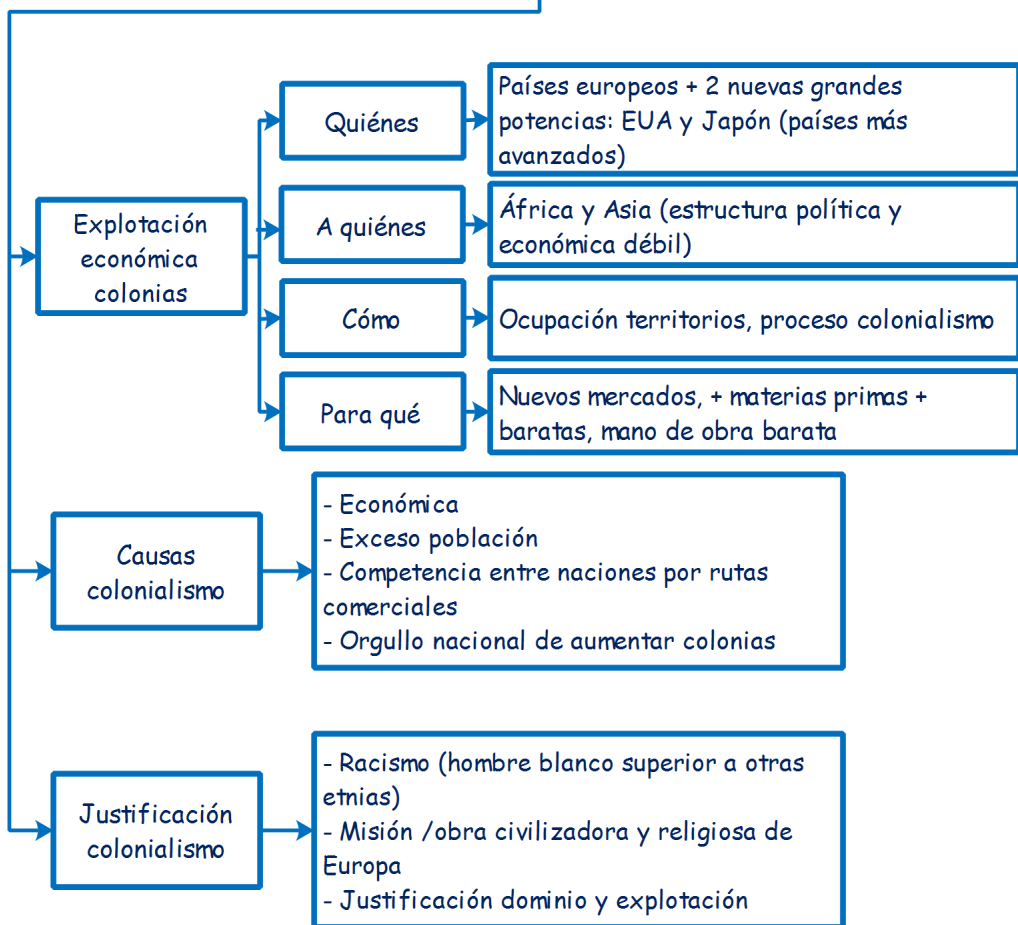 Explotación
económica
colonias
Quiénes
Países europeos + 2 nuevas grandes
potencias: EUA y Japón (países más
avanzados)
A quiénes
África y Asia (estructura política y
económica débil)
Cómo
Ocupación territorios, proceso colonialismo
Para qué
Nuevos mercados, + materias primas +
baratas, mano de obra barata
Causas
colonialismo
- Económica
- Exceso población
- Competencia entre naciones por rutas
comerciales
- Orgullo nacional de aumentar colonias
Justificación
colonialismo
- Racismo (hombre blanco superior a otras
etnias)
- Misión /obra civilizadora y religiosa de
Europa
- Justificación dominio y explotación